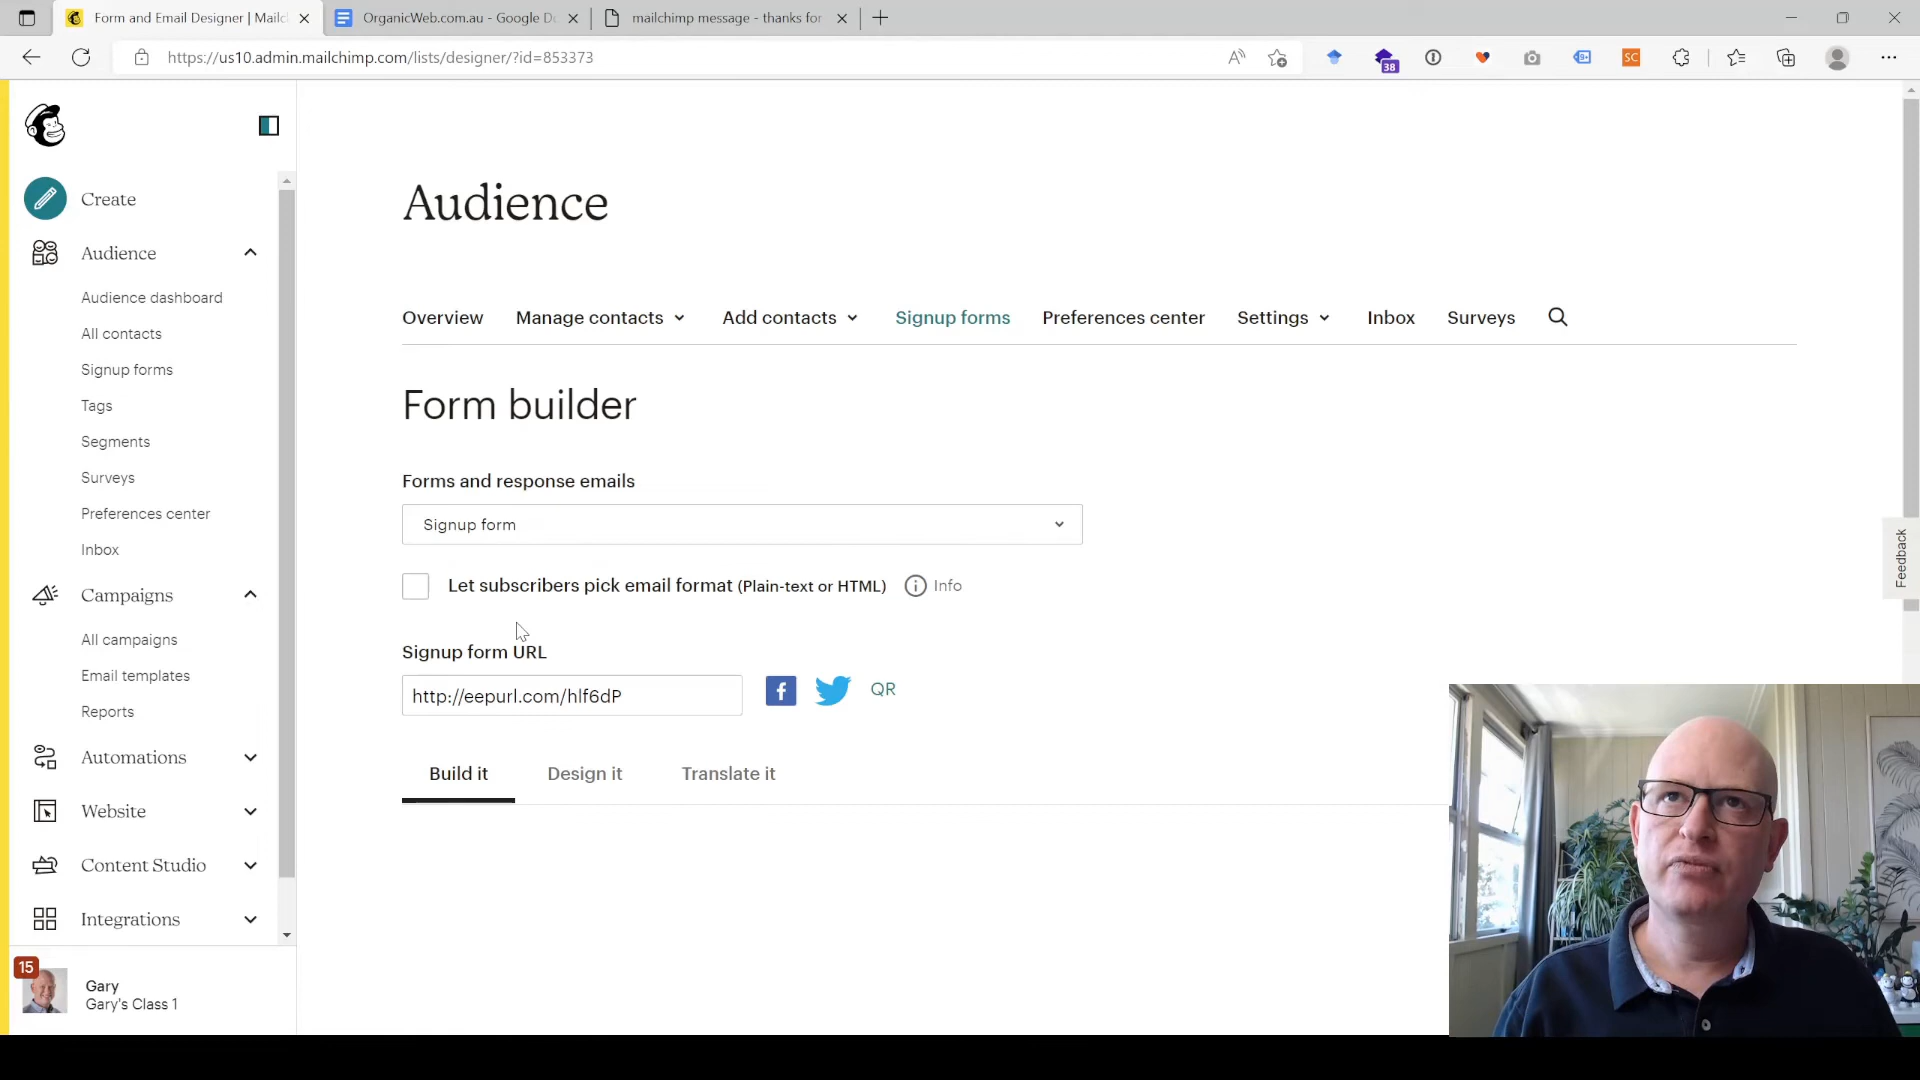 Form and Email Designer | Mailc
OrganicWeb.com.au - Google D
mailchimp message - thanks for
https://us10.admin.mailchimp.com/lists/designer/?id=853373
38
SC
Create
Audience
Audience dashboard
All contacts
Signup forms
Tags
Segments
Surveys
Preferences center
Inbox
Campaigns
All campaigns
Email templates
Reports
Automations
Website
Content Studio
Integrations
15
Gary
Gary's Class 1
Audience
Overview Manage contacts Add contacts Signup forms Preferences center Settings Inbox Surveys
Form builder
Forms and response emails
Signup form
Let subscribers pick email format (Plain-text or HTML) Info
Signup form URL
http://eepurl.com/hlf6dP
QR
Build it Design it Translate it
Feedback